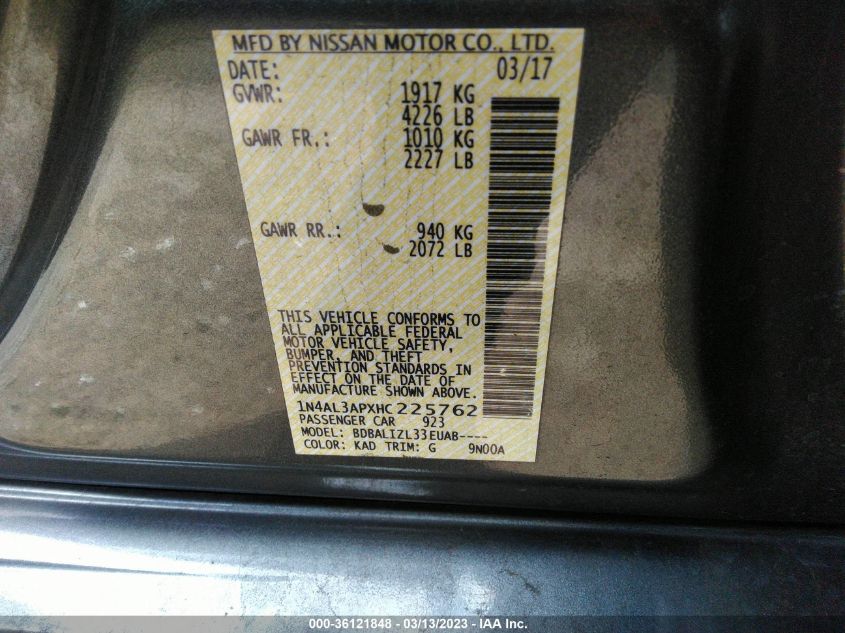 MFD BY NISSAN MOTOR CO., LTD.
DATE: 03/17
GVWR: 1917 KG
4226 LB
GAWR FR.: 1010 KG
2227 LB
GAWR RR.: 940 KG
2072 LB
THIS VEHICLE CONFORMS TO
ALL APPLICABLE FEDERAL
MOTOR VEHICLE SAFETY,
BUMPER, AND THEFT
PREVENTION STANDARDS IN
EFFECT ON THE DATE OF
MANUFACTURE SHOWN ABOVE.
1N4AL3APXHC225762
PASSENGER CAR 923
MODEL: BDBALIZL33EUAB----
COLOR: KAD TRIM: G 9N00A
000-36121848 - 03/13/2023 - IAA Inc.